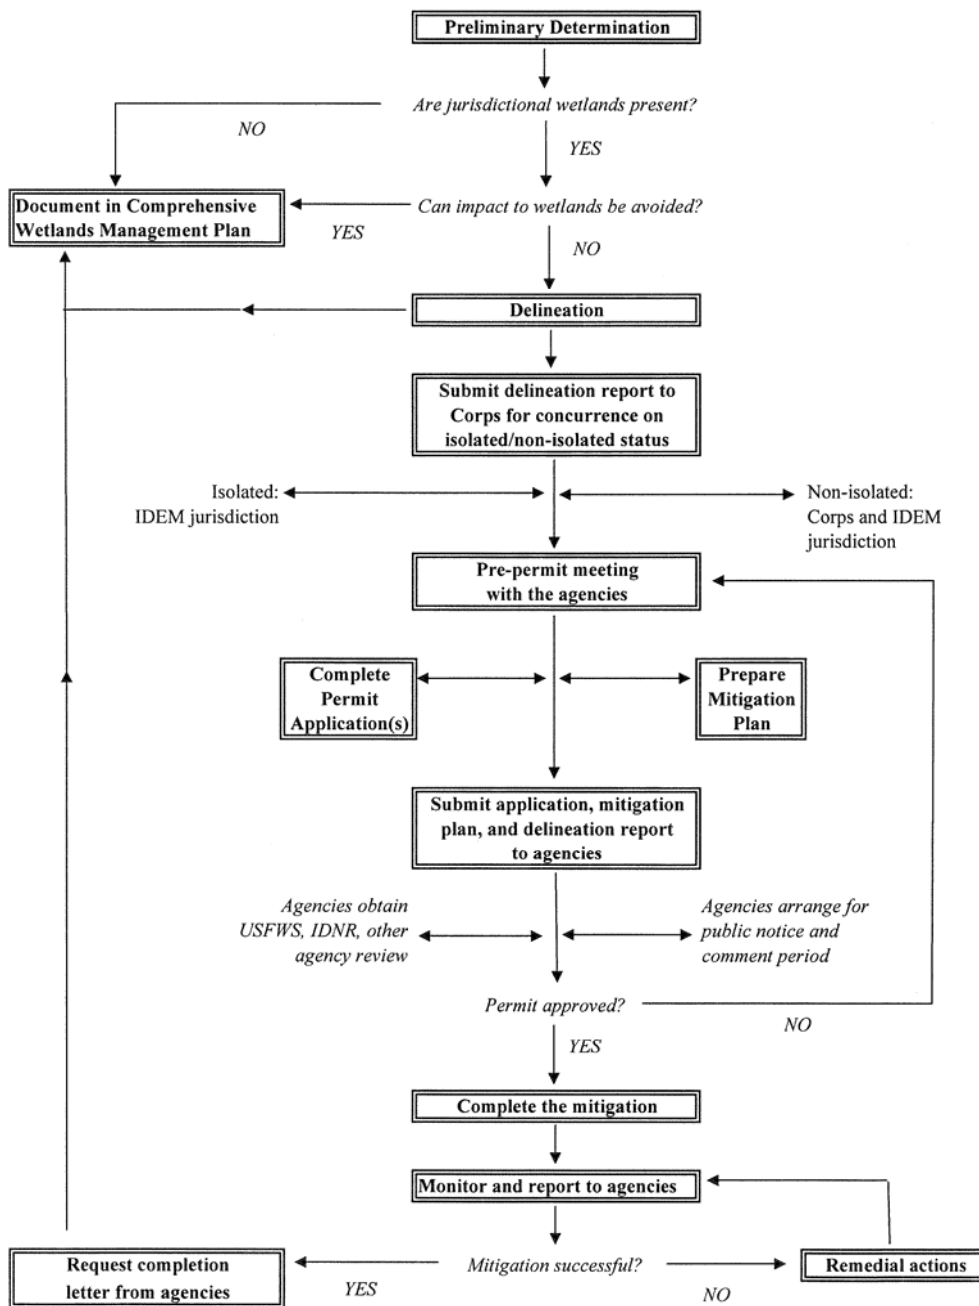 Preliminary Determination
Are jurisdictional wetlands present?
NO
YES
Document in Comprehensive
Wetlands Management Plan
Can impact to wetlands be avoided?
YES
NO
Delineation
Submit delineation report to
Corps for concurrence on
isolated/non-isolated status
Isolated:
IDEM jurisdiction
Non-isolated:
Corps and IDEM
jurisdiction
Pre-permit meeting
with the agencies
Complete
Permit
Application(s)
Prepare
Mitigation
Plan
Submit application, mitigation
plan, and delineation report
to agencies
Agencies obtain
USFWS, IDNR, other
agency review
Agencies arrange for
public notice and
comment period
Permit approved?
NO
YES
Complete the mitigation
Monitor and report to agencies
Request completion
letter from agencies
Mitigation successful?
YES
NO
Remedial actions